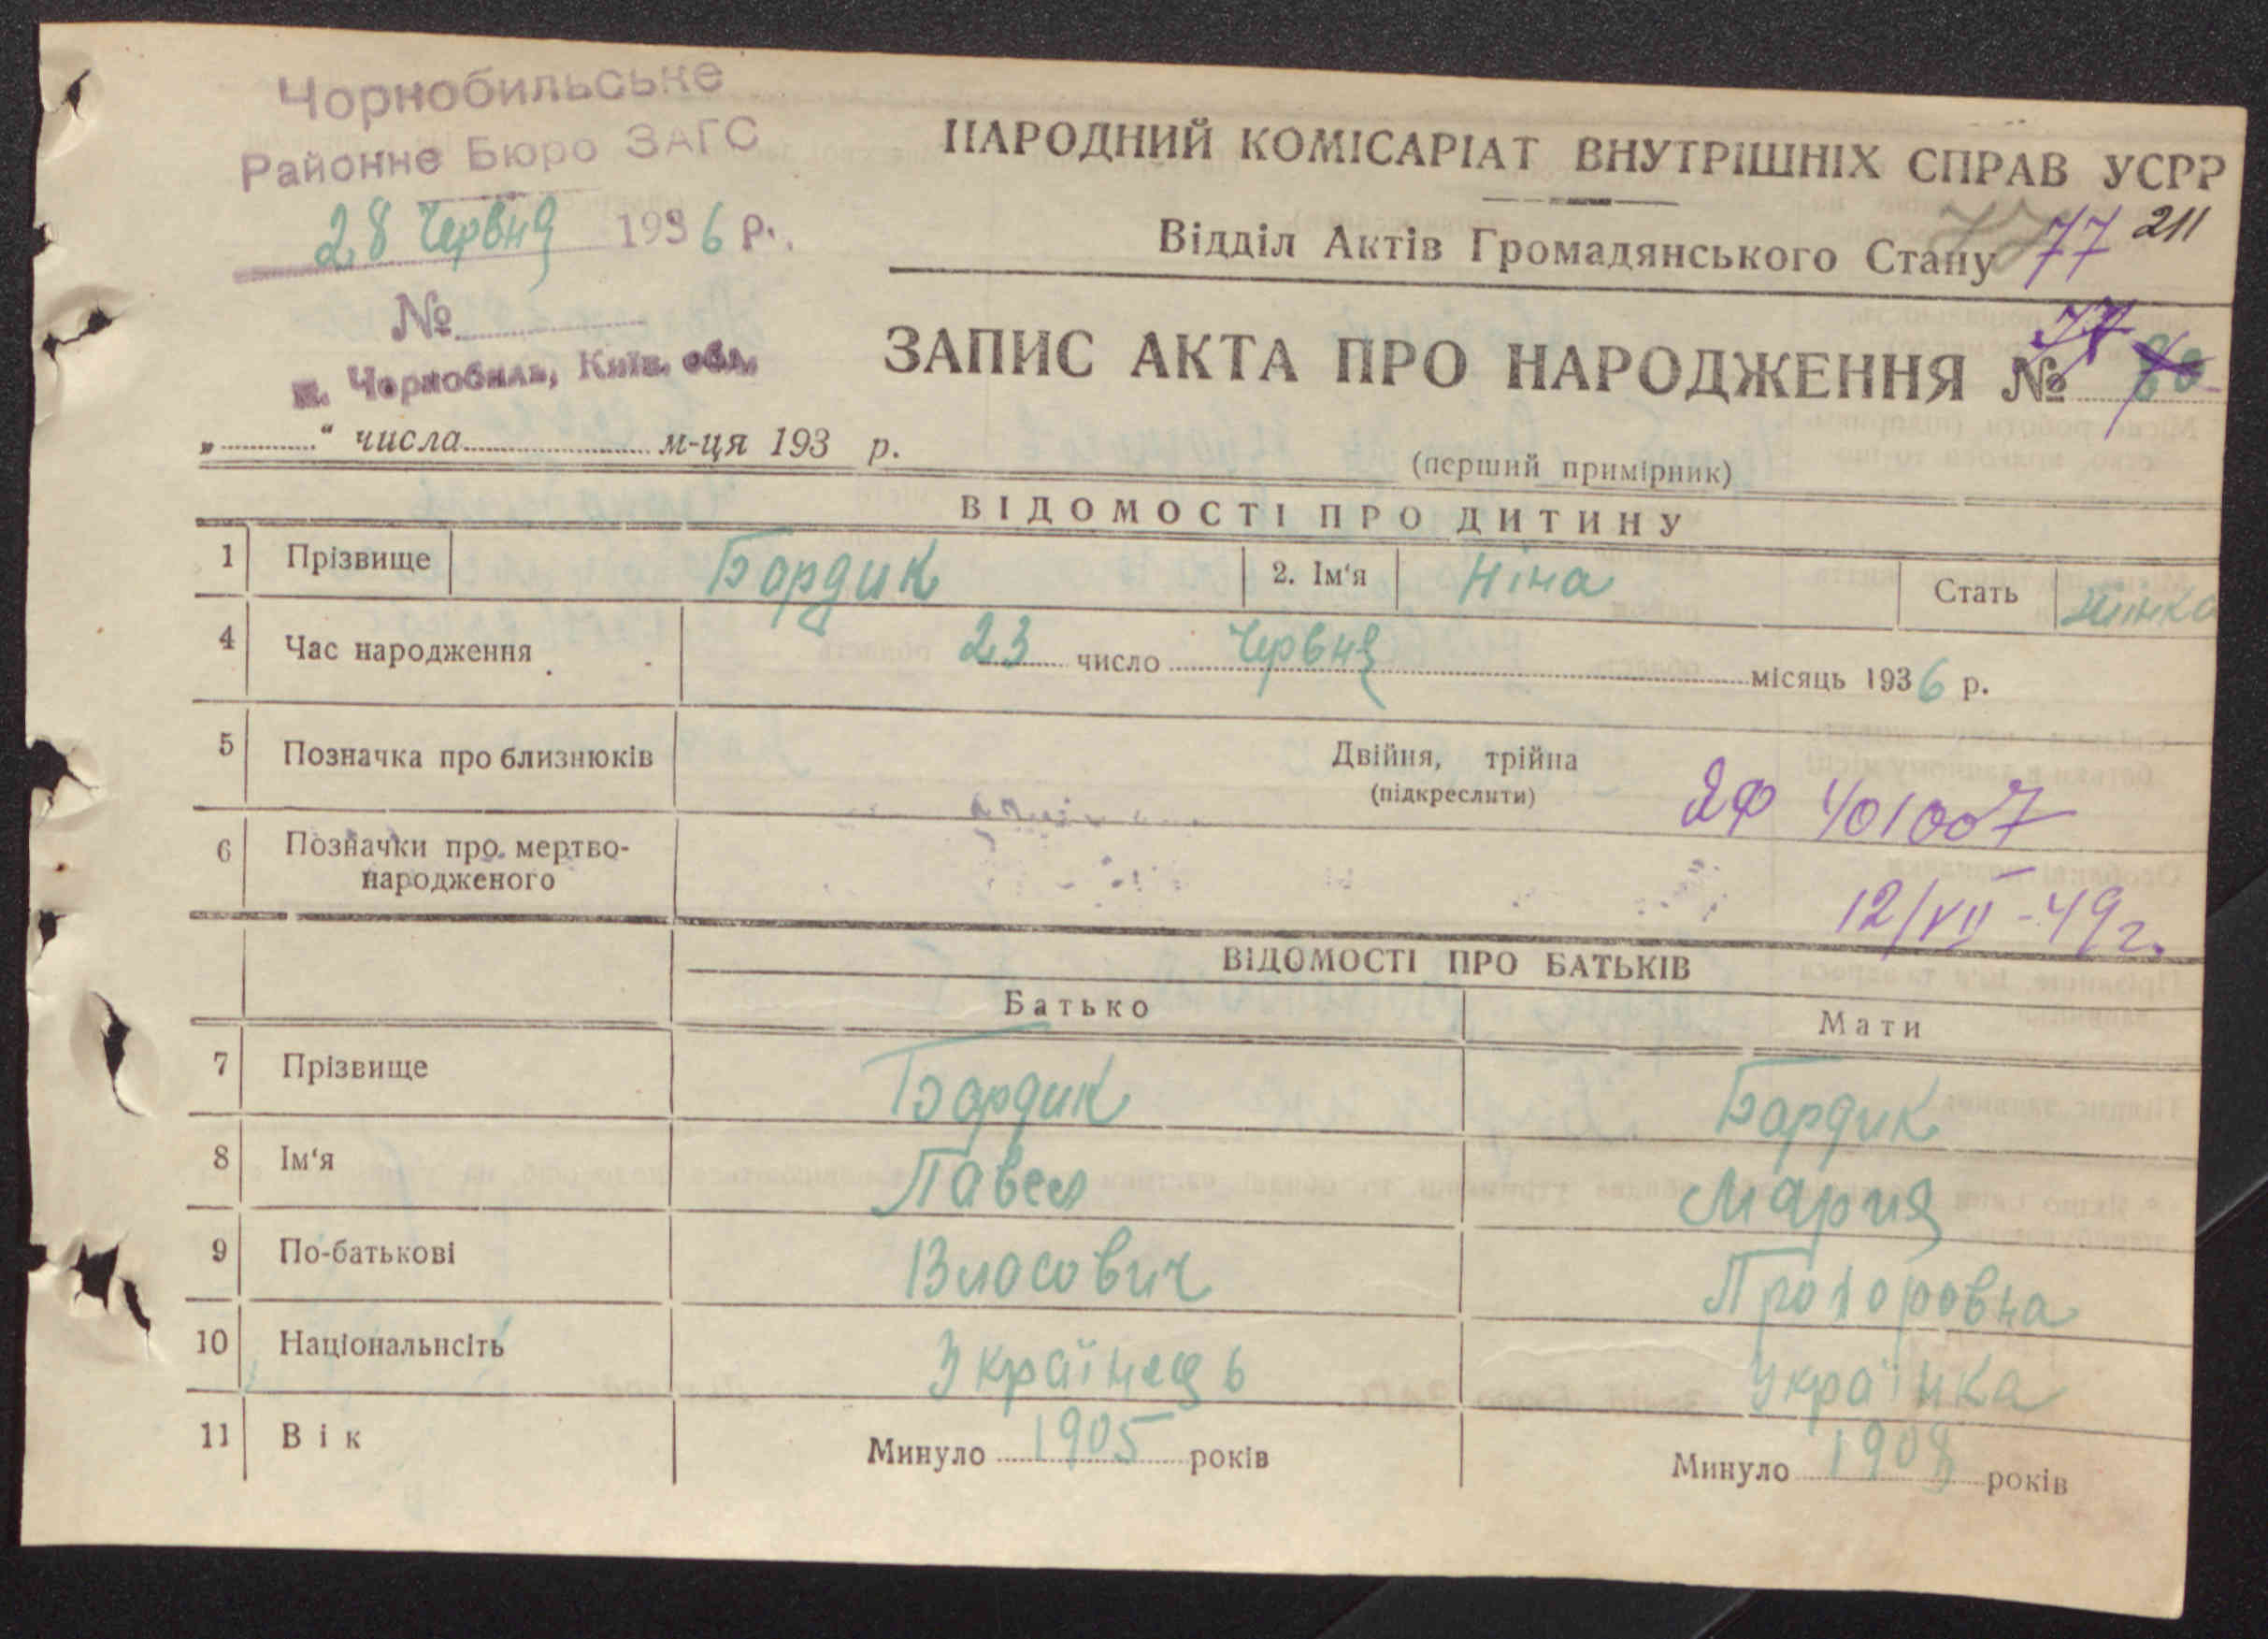 Чорнобильське
Районне Бюро ЗАГС
28 Червня 1936 р.
№
м. Чорнобиль, Київ. обл.
НАРОДНИЙ КОМІСАРІАТ ВНУТРІШНІХ СПРАВ УСРР
Відділ Актів Громадянського Стану 77 77 211
ЗАПИС АКТА ПРО НАРОДЖЕННЯ № 77
„ “ числа м-ця 193 р.
(перший примірник)
ВІДОМОСТІ ПРО ДИТИНУ
1 Прізвище Бордик 2. Ім‘я Ніна Стать жінка
4 Час народження 23 число Червня місяць 1936 р.
5 Позначка про близнюків Двійня, трійна
(підкреслити)
ЯФ 401007
6 Позначки про мертво-
народженого
12/VII-49г.
ВІДОМОСТІ ПРО БАТЬКІВ
Батько Мати
7 Прізвище Бордик Бордик
8 Ім‘я Павел Мария
9 По-батькові Власович Прохоровна
10 Національнсіть Українець Українка
11 Вік Минуло 1905 років Минуло 1908 років